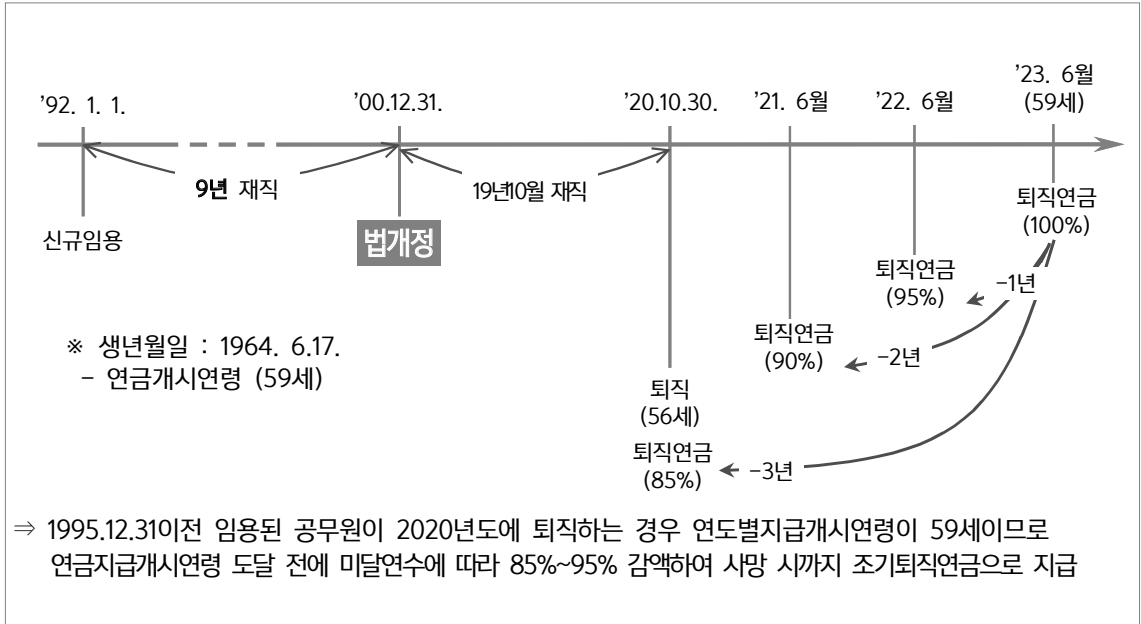 '92. 1. 1.
'00.12.31.
'20.10.30.
'21. 6월
'22. 6월
'23. 6월
(59세)
9년 재직
19년10월 재직
신규임용
법개정
퇴직연금
(100%)
퇴직연금
(95%)
-1년
퇴직연금
(90%)
-2년
※ 생년월일 : 1964. 6.17.
- 연금개시연령 (59세)
퇴직
(56세)
퇴직연금
(85%)
-3년
⇒ 1995.12.31이전 임용된 공무원이 2020년도에 퇴직하는 경우 연도별지급개시연령이 59세이므로
연금지급개시연령 도달 전에 미달연수에 따라 85%~95% 감액하여 사망 시까지 조기퇴직연금으로 지급